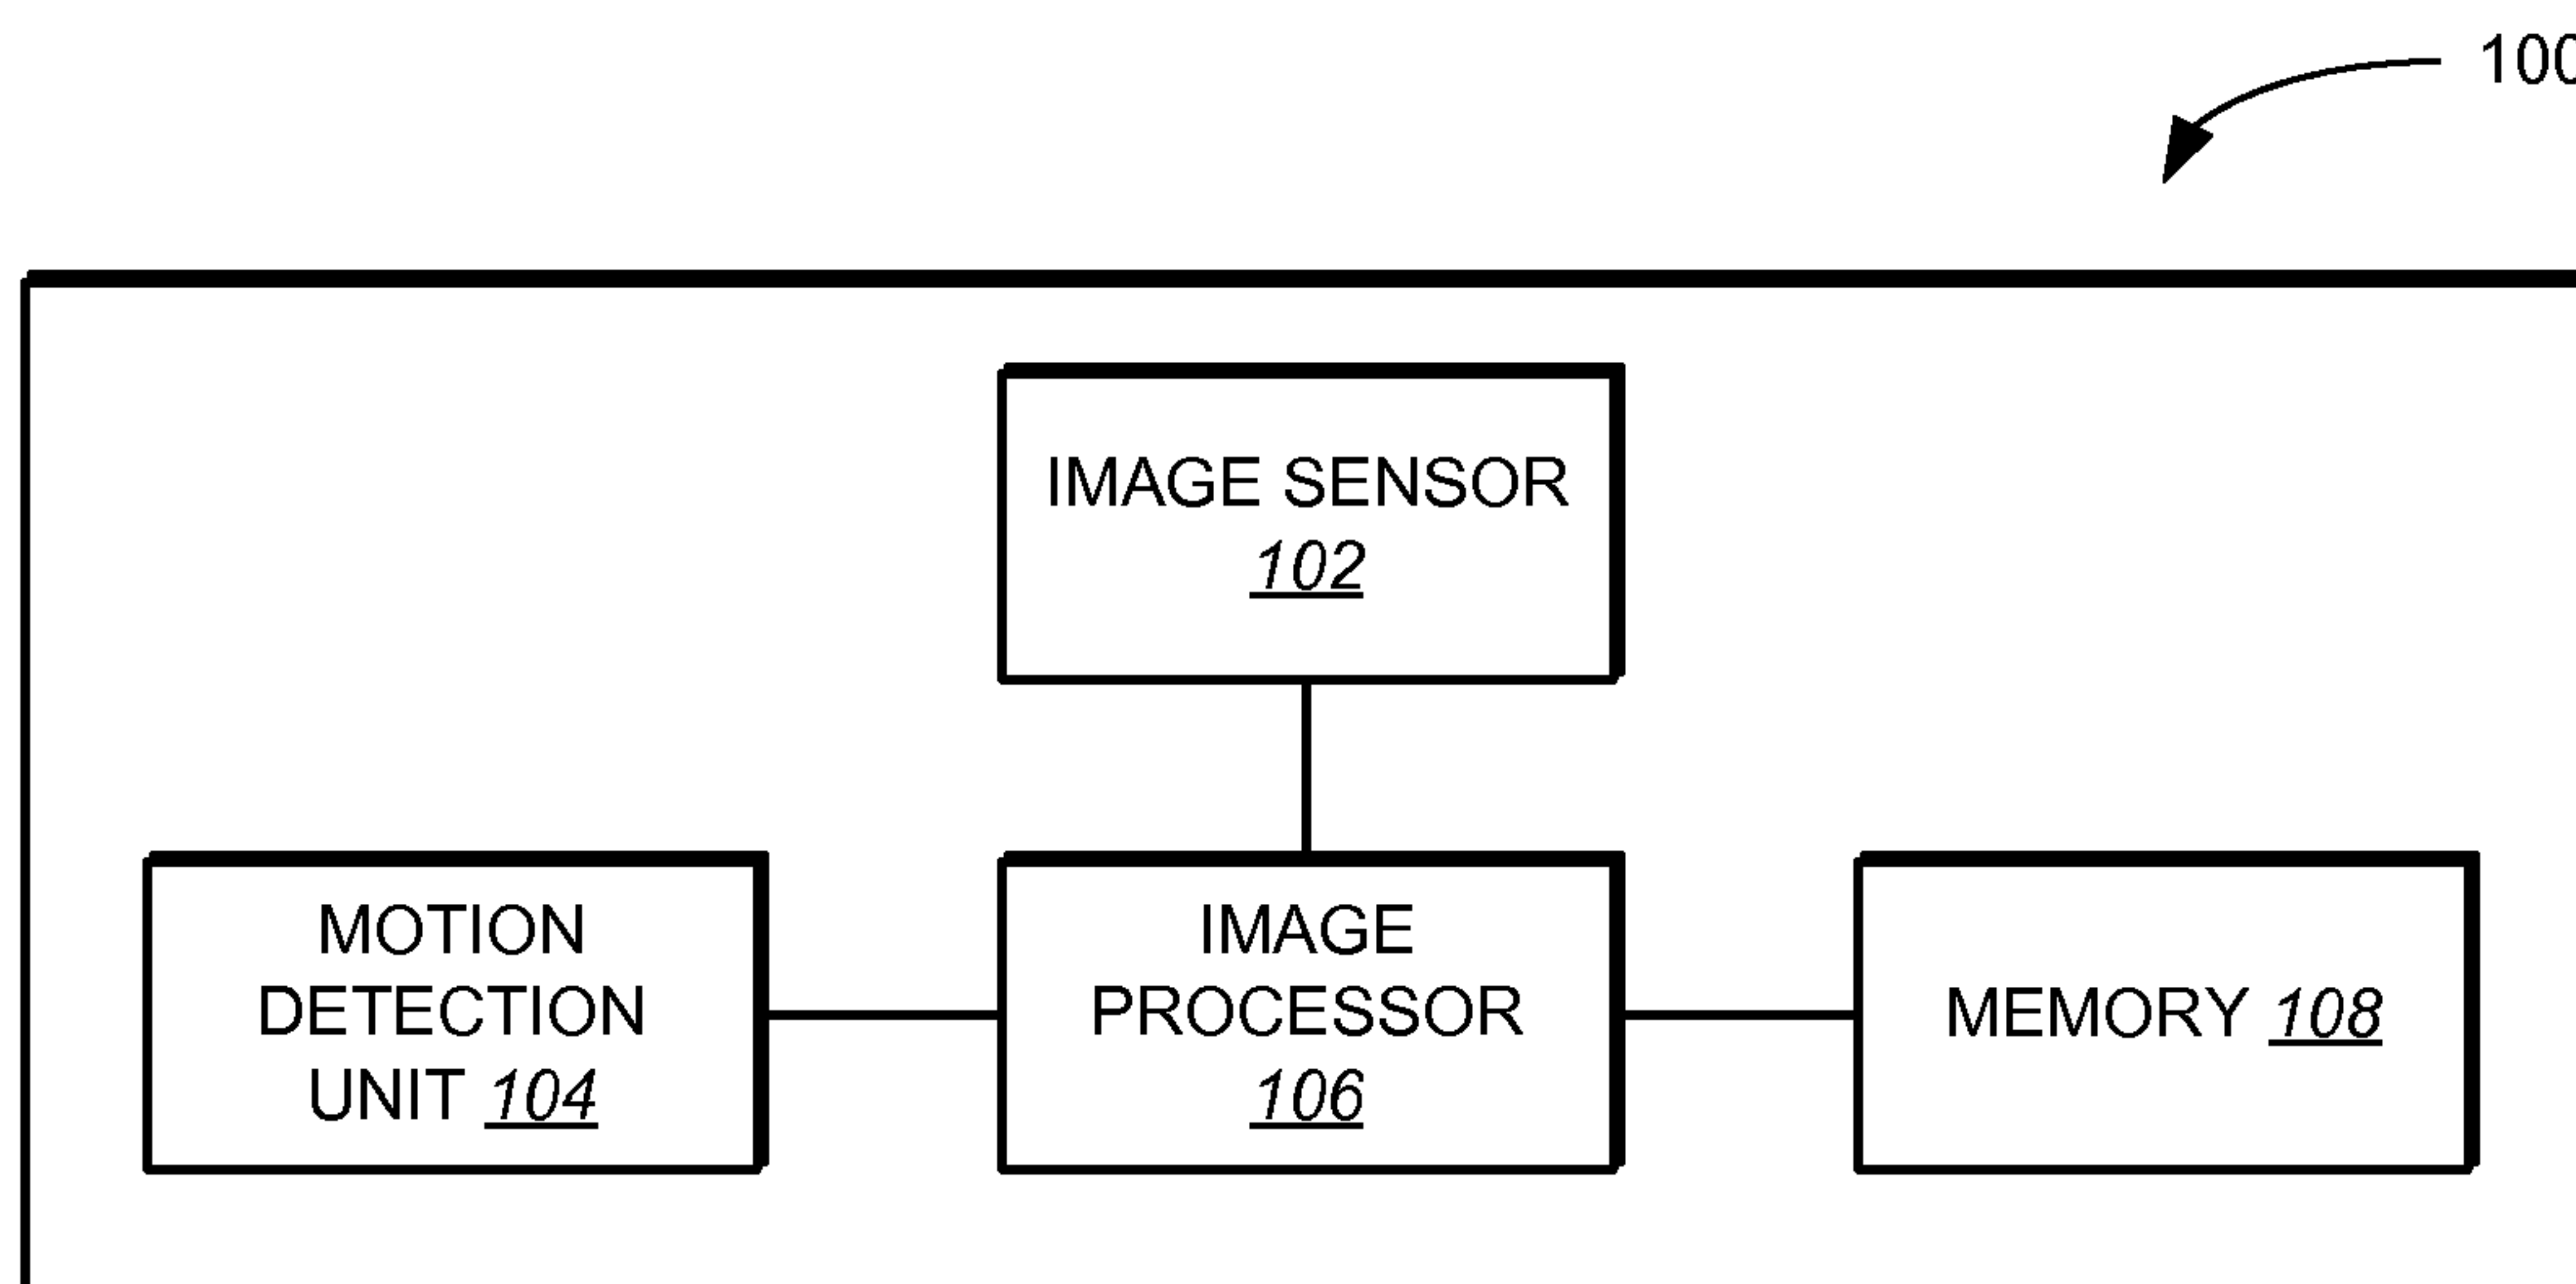 100
IMAGE SENSOR
102
MOTION
DETECTION
UNIT 104
IMAGE
PROCESSOR
106
MEMORY 108